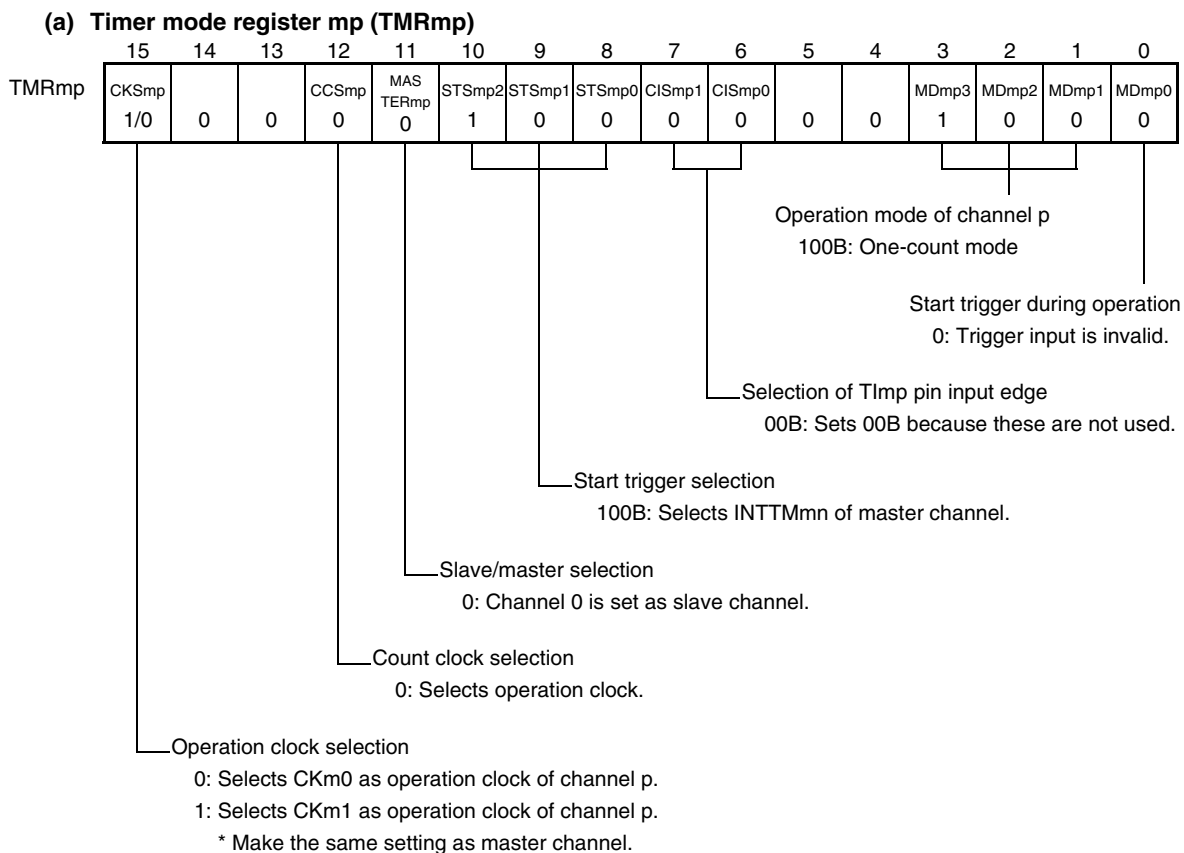 (a) Timer mode register mp (TMRmp)
15 14 13 12 11 10 9 8 7 6 5 4 3 2 1 0
TMRmp CKSmp CCSmp MAS TERmp STSmp2 STSmp1 STSmp0 CISmp1 CISmp0 MDmp3 MDmp2 MDmp1 MDmp0
1/0 0 0 0 0 1 0 0 0 0 0 0 1 0 0 0
Operation mode of channel p
100B: One-count mode
Start trigger during operation
0: Trigger input is invalid.
Selection of TImp pin input edge
00B: Sets 00B because these are not used.
Start trigger selection
100B: Selects INTTMmn of master channel.
Slave/master selection
0: Channel 0 is set as slave channel.
Count clock selection
0: Selects operation clock.
Operation clock selection
0: Selects CKm0 as operation clock of channel p.
1: Selects CKm1 as operation clock of channel p.
* Make the same setting as master channel.